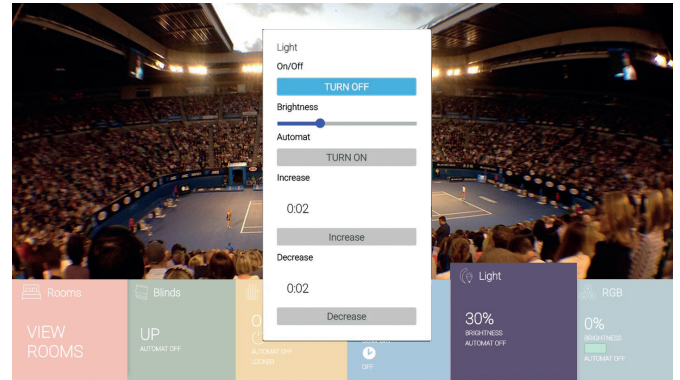 Light
On/Off
TURN OFF
Brightness
Automat
TURN ON
Increase
0:02
Increase
Decrease
0:02
Decrease
Rooms
VIEW
ROOMS
Blinds
UP
AUTOMAT OFF
AUTOMAT OFF
LOCKED
OFF
Light
30%
BRIGHTNESS
AUTOMAT OFF
RGB
0%
BRIGHTNESS
AUTOMAT OFF